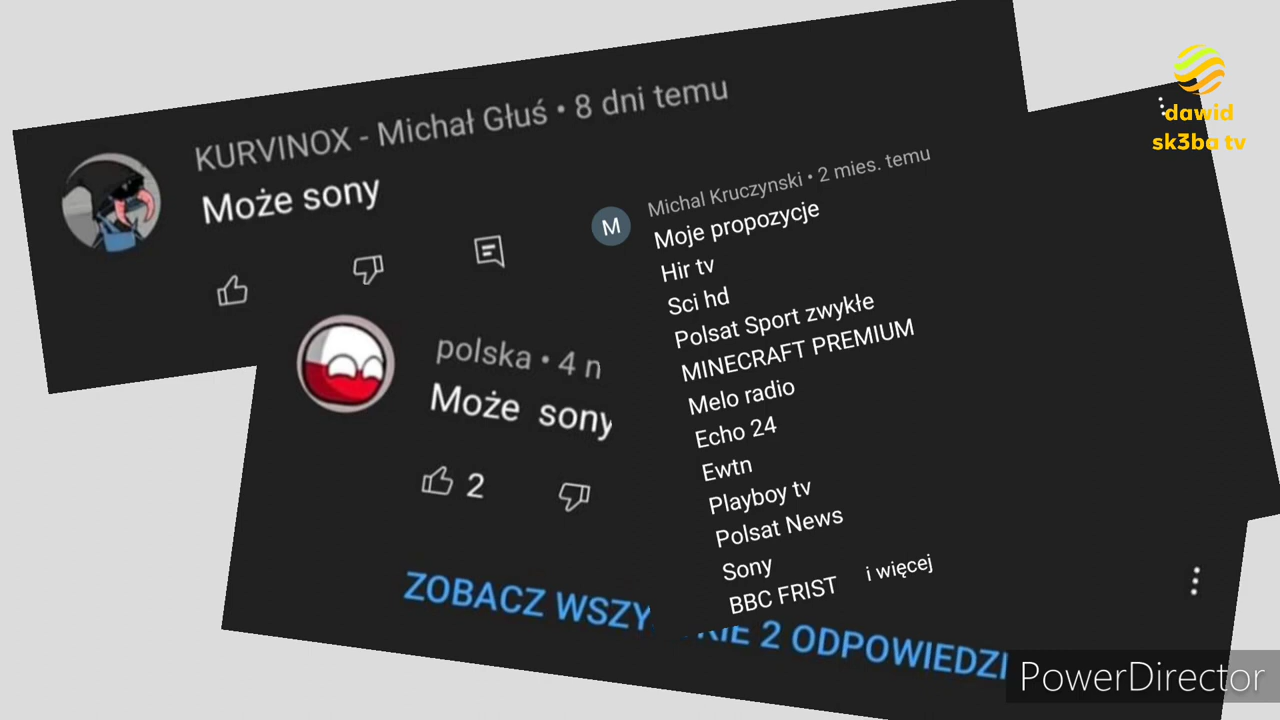 KURVINOX - Michał Głuś • 8 dni temu
Może sony
dawid
sk3ba tv
Michal Kruczynski • 2 mies. temu
M
Moje propozycje
Hir tv
Sci hd
Polsat Sport zwykłe
MINECRAFT PREMIUM
Melo radio
Echo 24
Ewtn
Playboy tv
Polsat News
Sony
BBC FRIST i więcej
polska • 4 n
Może sony
2
ZOBACZ WSZY KIE 2 ODPOWIEDZI
PowerDirector